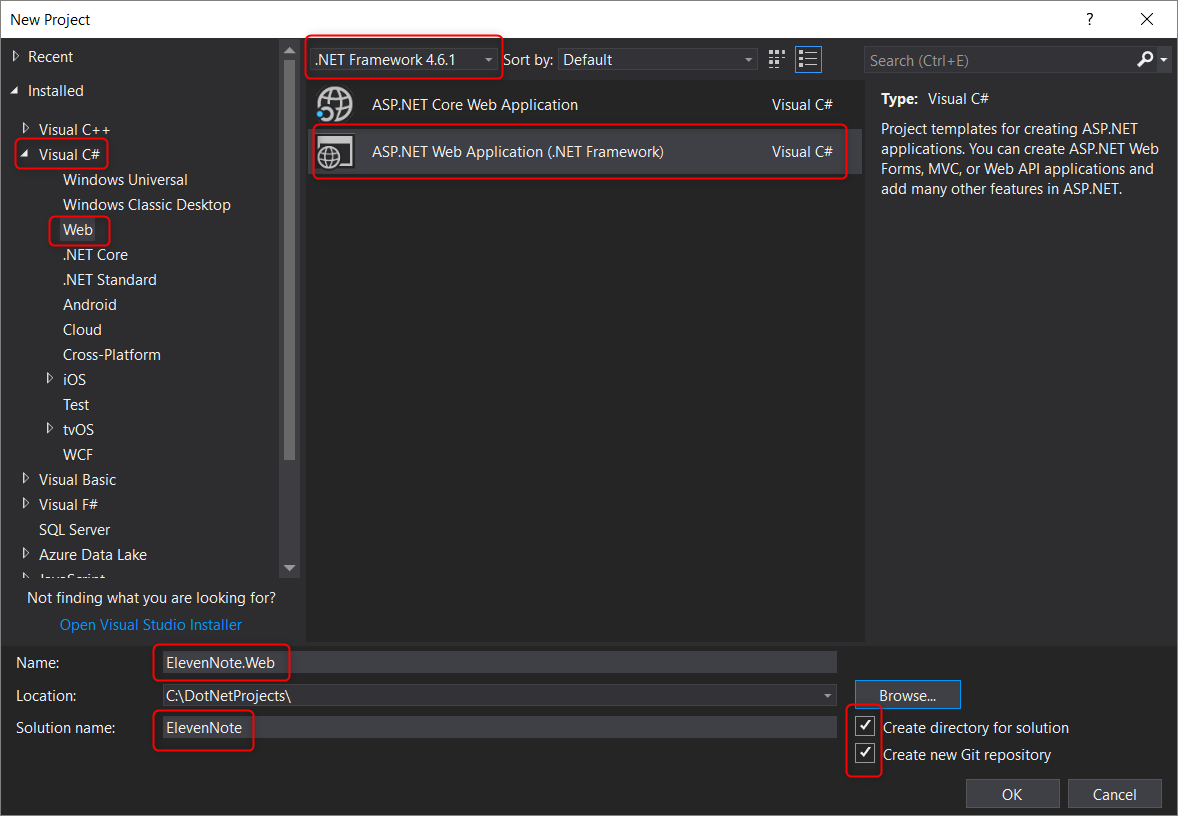 New Project
?
Recent
Installed
Visual C++
Visual C#
Windows Universal
Windows Classic Desktop
Web
.NET Core
.NET Standard
Android
Cloud
Cross-Platform
iOS
Test
tvOS
WCF
Visual Basic
Visual F#
SQL Server
Azure Data Lake
JavaScript
Not finding what you are looking for?
Open Visual Studio Installer
.NET Framework 4.6.1
Sort by: Default
ASP.NET Core Web Application Visual C#
ASP.NET Web Application (.NET Framework) Visual C#
Search (Ctrl+E)
Type: Visual C#
Project templates for creating ASP.NET
applications. You can create ASP.NET Web
Forms, MVC, or Web API applications and
add many other features in ASP.NET.
Name: ElevenNote.Web
Location: C:\DotNetProjects\
Browse...
Solution name: ElevenNote
Create directory for solution
Create new Git repository
OK
Cancel